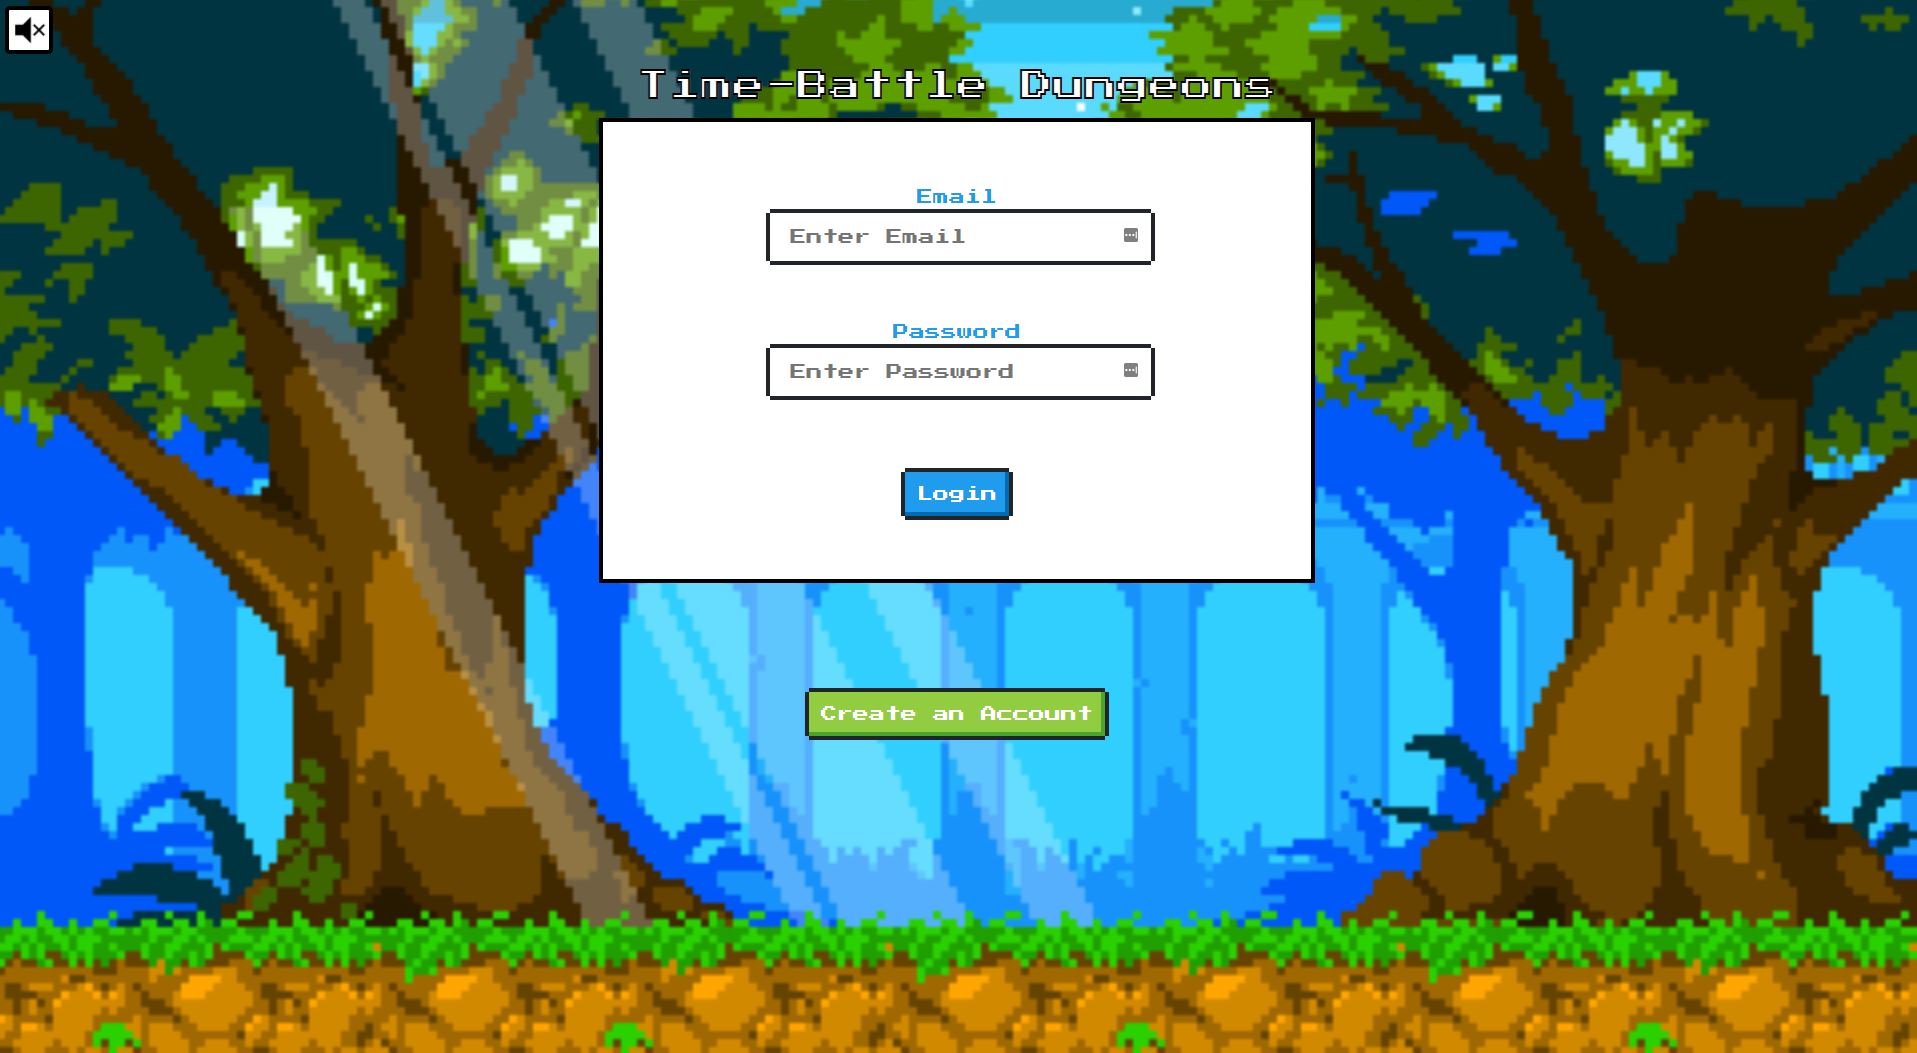 Time-Battle Dungeons
Email
Enter Email
Password
Enter Password
Login
Create an Account